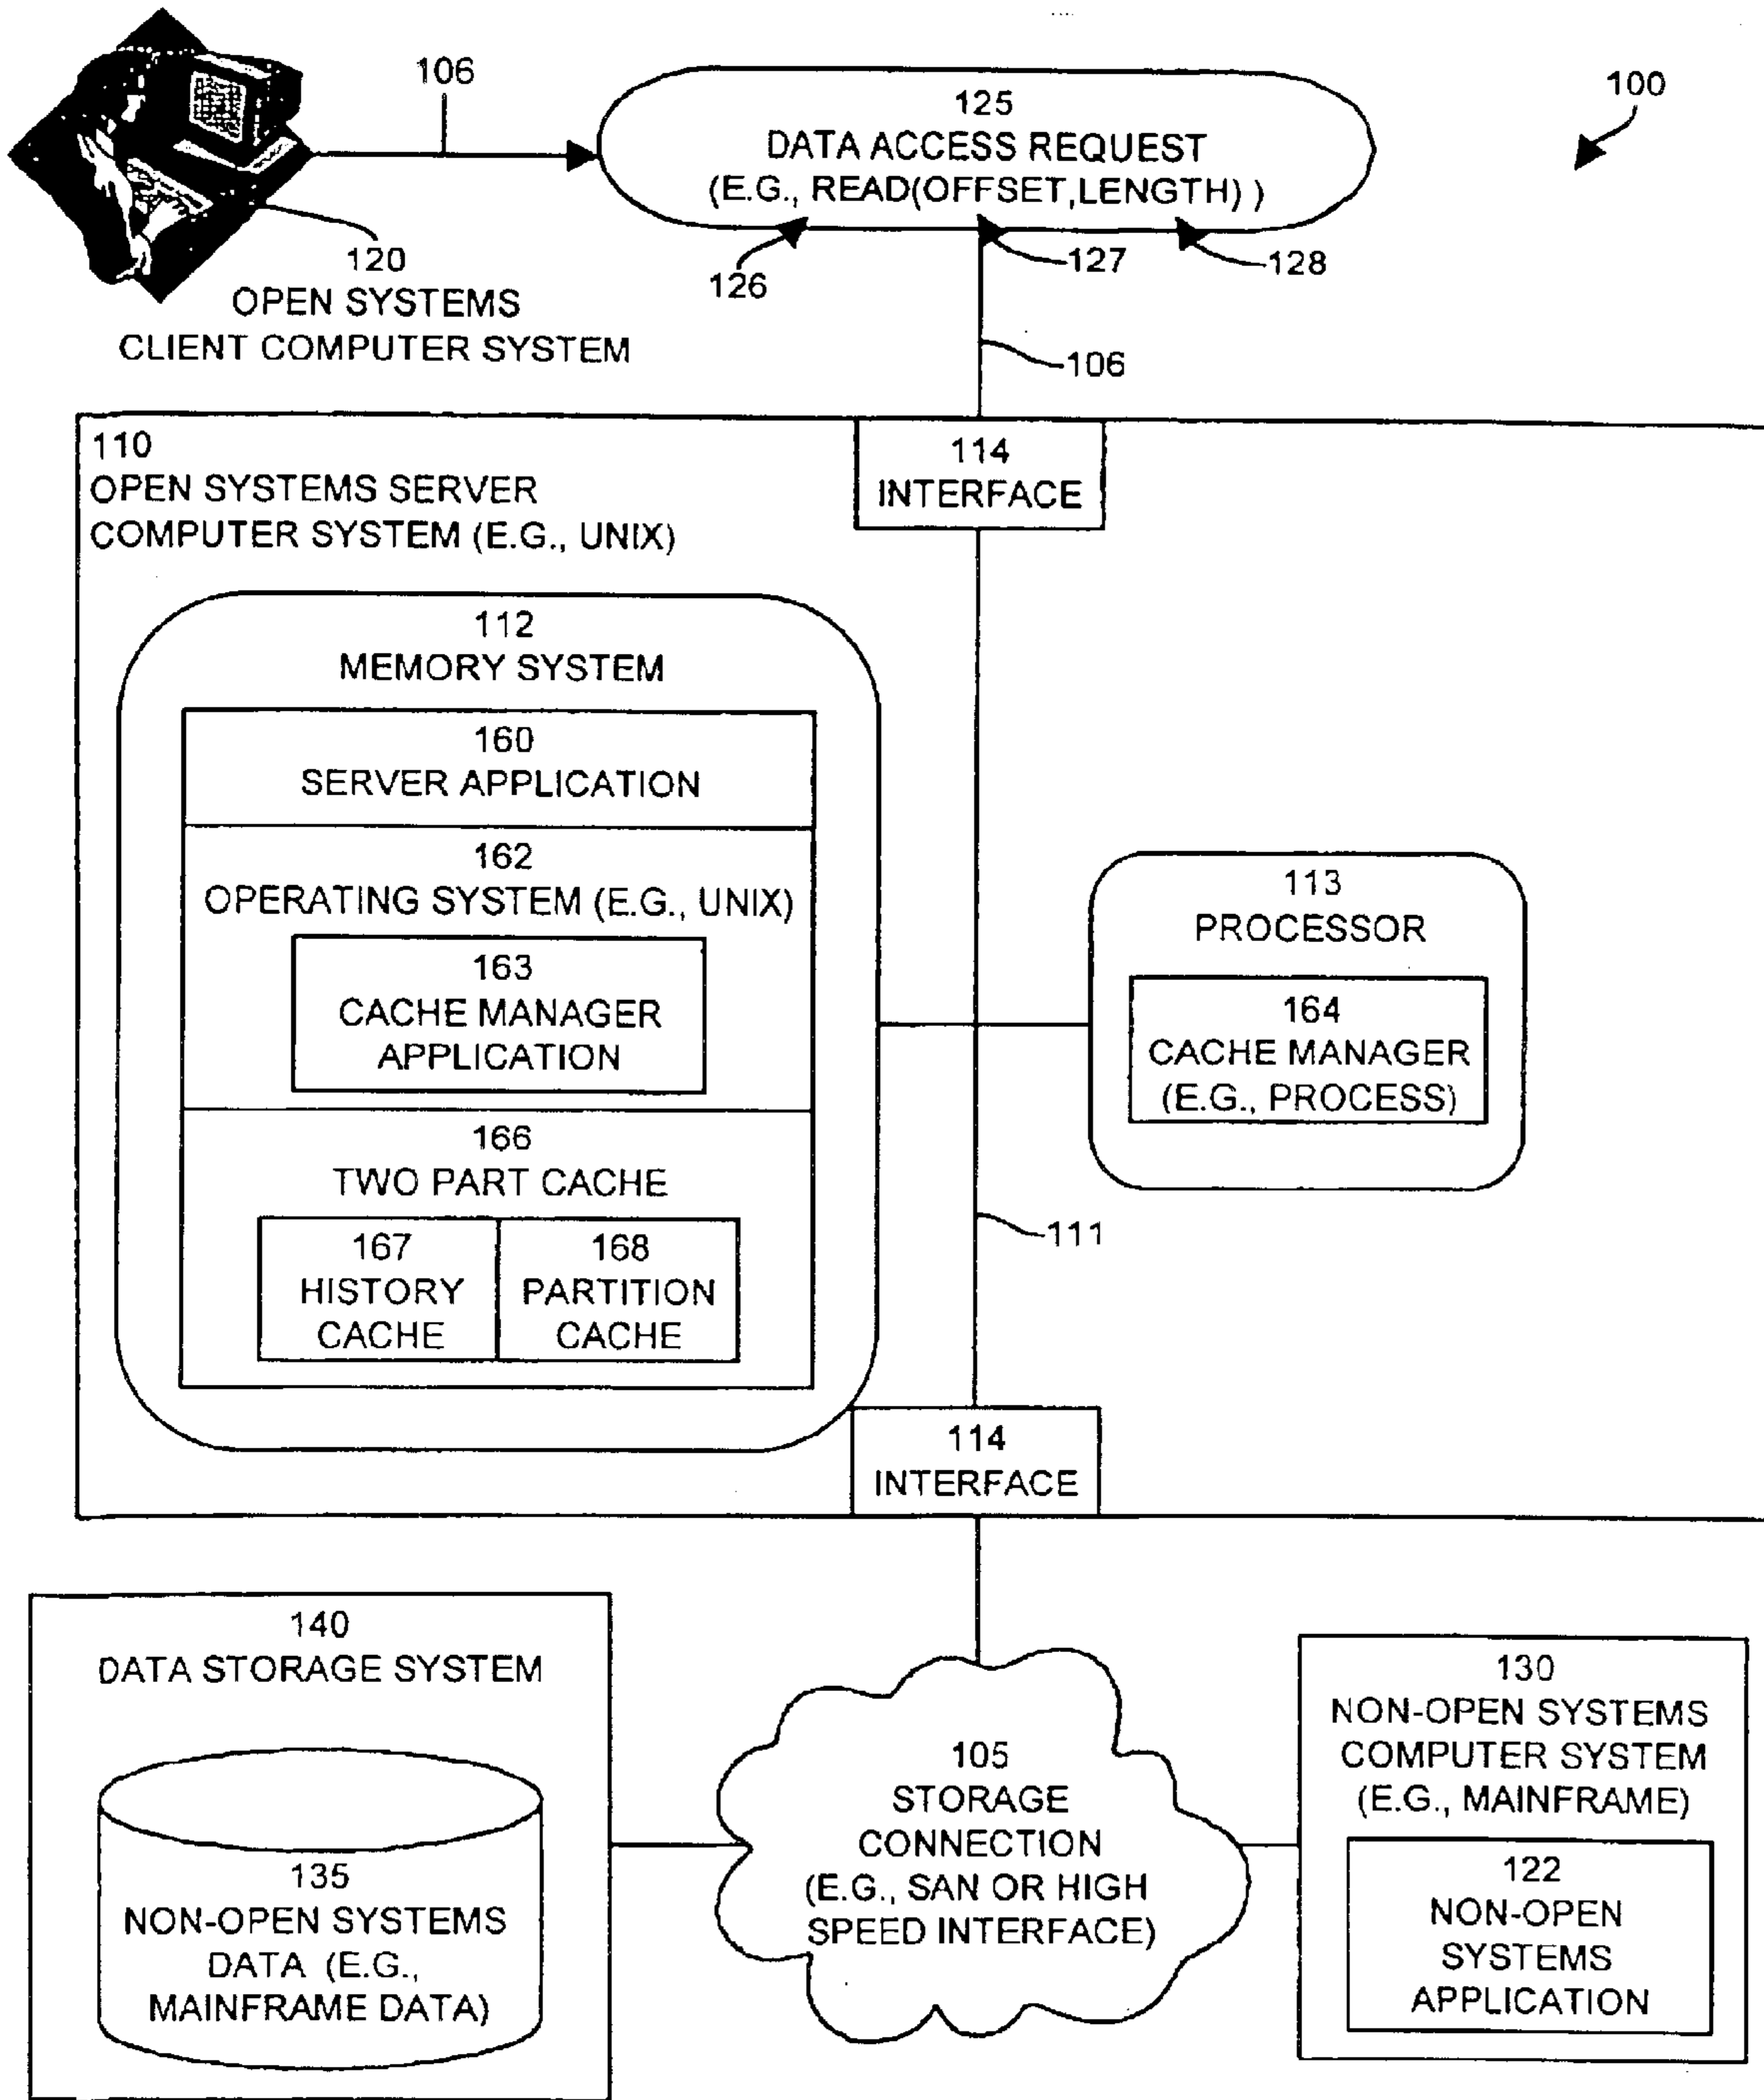 106
125
DATA ACCESS REQUEST
(E.G., READ(OFFSET,LENGTH) )
100
120
OPEN SYSTEMS
CLIENT COMPUTER SYSTEM
126
127
128
106
110
OPEN SYSTEMS SERVER
COMPUTER SYSTEM (E.G., UNIX)
114
INTERFACE
112
MEMORY SYSTEM
160
SERVER APPLICATION
162
OPERATING SYSTEM (E.G., UNIX)
163
CACHE MANAGER
APPLICATION
113
PROCESSOR
164
CACHE MANAGER
(E.G., PROCESS)
166
TWO PART CACHE
167
HISTORY
CACHE
168
PARTITION
CACHE
111
114
INTERFACE
140
DATA STORAGE SYSTEM
135
NON-OPEN SYSTEMS
DATA (E.G.,
MAINFRAME DATA)
105
STORAGE
CONNECTION
(E.G., SAN OR HIGH
SPEED INTERFACE)
130
NON-OPEN SYSTEMS
COMPUTER SYSTEM
(E.G., MAINFRAME)
122
NON-OPEN
SYSTEMS
APPLICATION